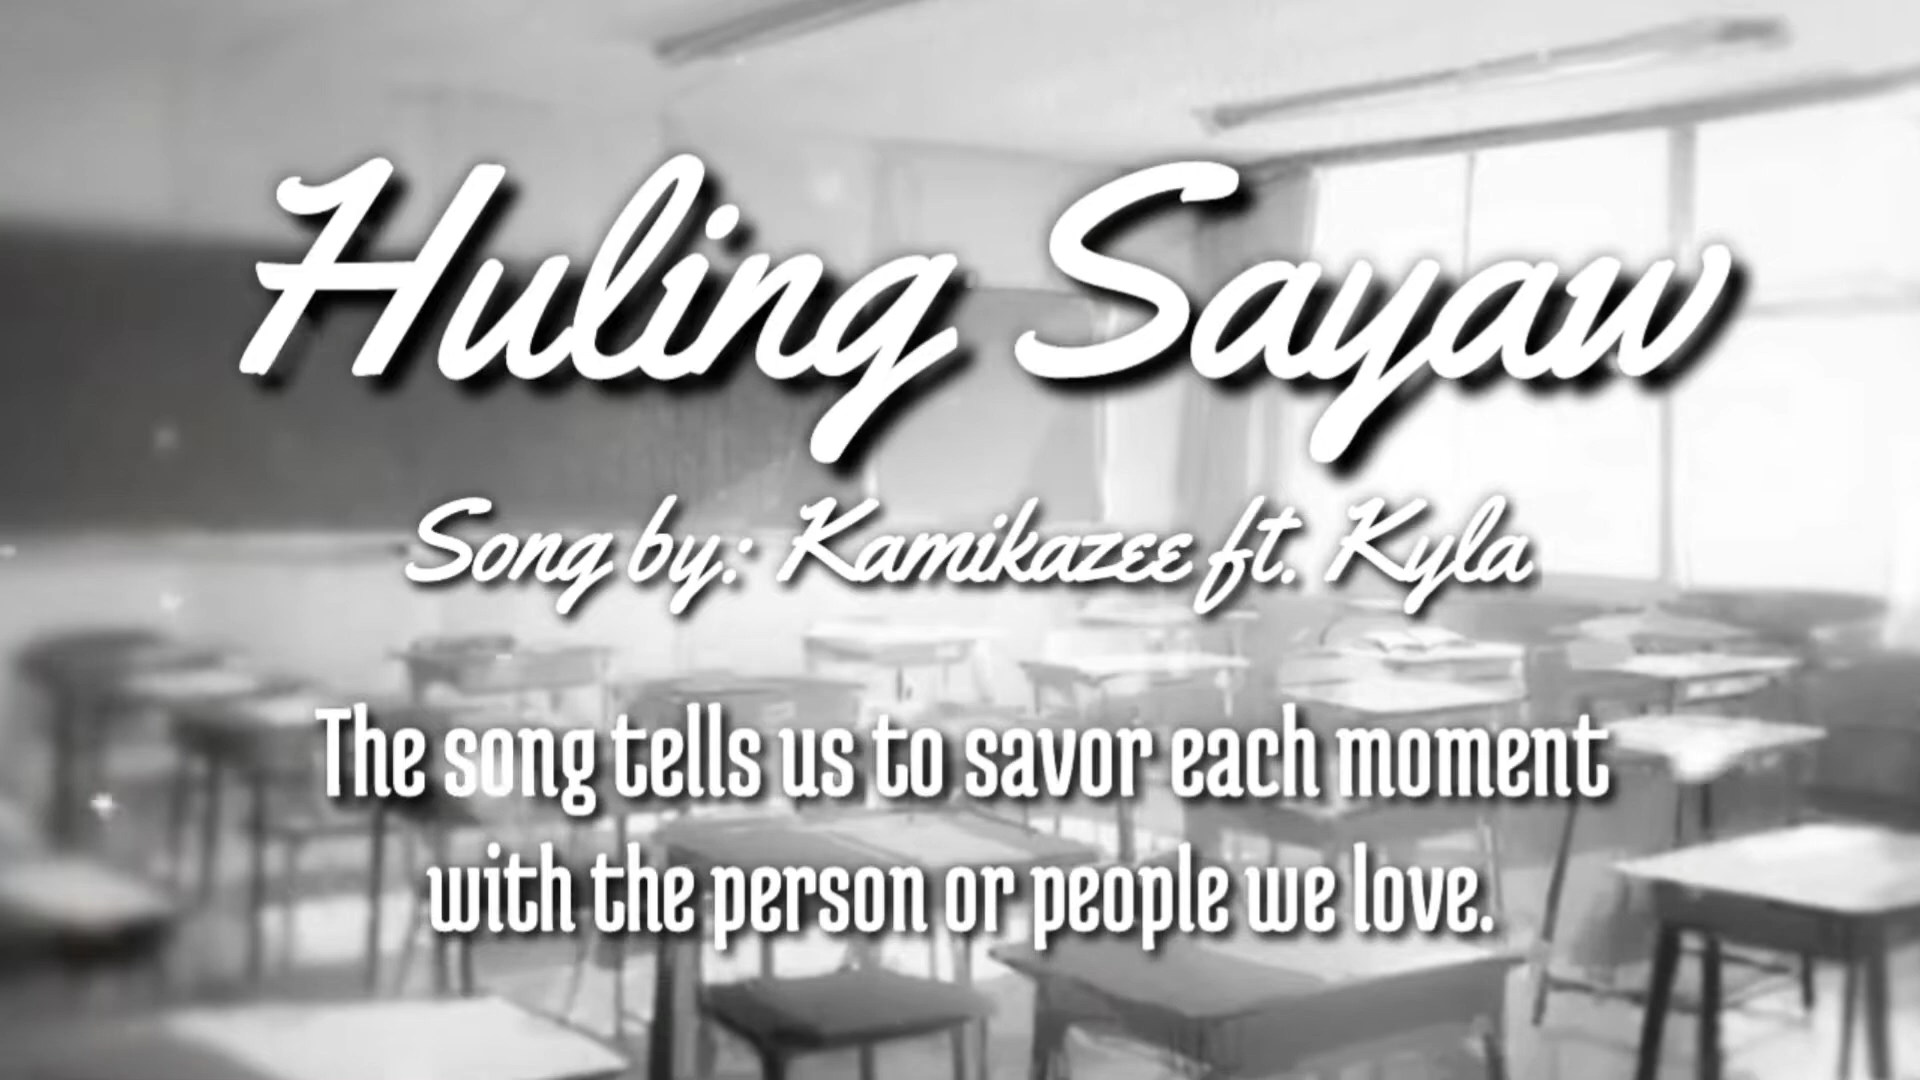 Huling Sayaw
Song by: Kamikazee ft. Kyla
The song tells us to savor each moment
with the person or people we love.